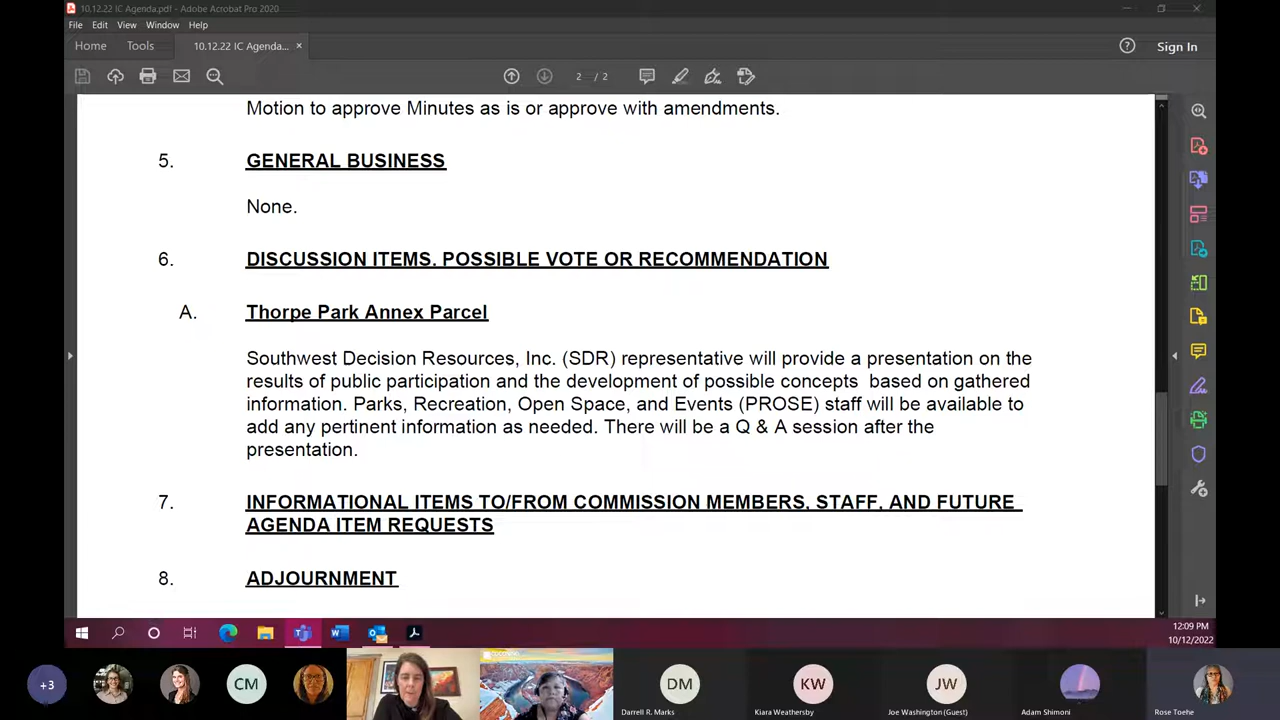 10.12.22 IC Agenda.pdf - Adobe Acrobat Pro 2020
File Edit View Window Help
Home Tools 10.12.22 IC Agenda... × Sign In
2 / 2
Motion to approve Minutes as is or approve with amendments.
5. GENERAL BUSINESS
None.
6. DISCUSSION ITEMS, POSSIBLE VOTE OR RECOMMENDATION
A. Thorpe Park Annex Parcel
Southwest Decision Resources, Inc. (SDR) representative will provide a presentation on the
results of public participation and the development of possible concepts based on gathered
information. Parks, Recreation, Open Space, and Events (PROSE) staff will be available to
add any pertinent information as needed. There will be a Q & A session after the
presentation.
7. INFORMATIONAL ITEMS TO/FROM COMMISSION MEMBERS, STAFF, AND FUTURE
AGENDA ITEM REQUESTS
8. ADJOURNMENT
12:09 PM
10/12/2022
+3 CM DM KW JW
Darrell R. Marks Kiara Weathersby Joe Washington (Guest) Adam Shimoni Rose Toehe